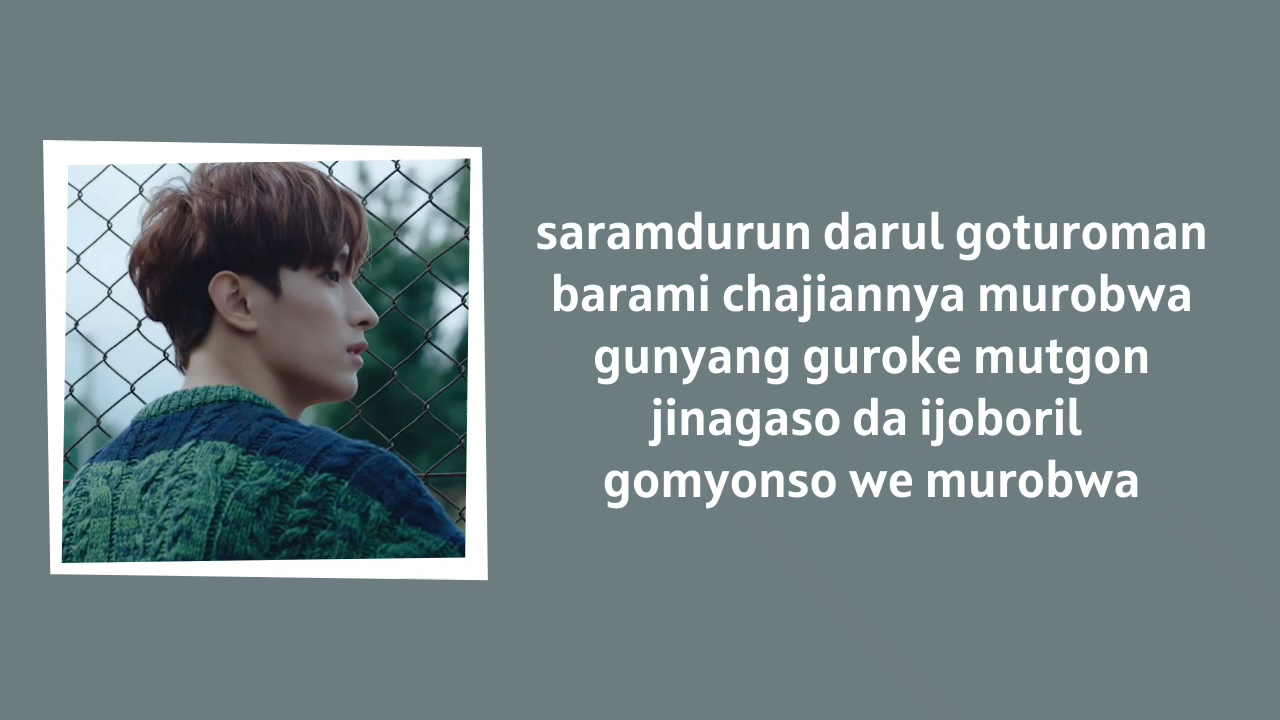 saramdurun darul goturoman
barami chajiannya murobwa
gunyang guroke mutgon
jinagaso da ijoboril
gomyonso we murobwa